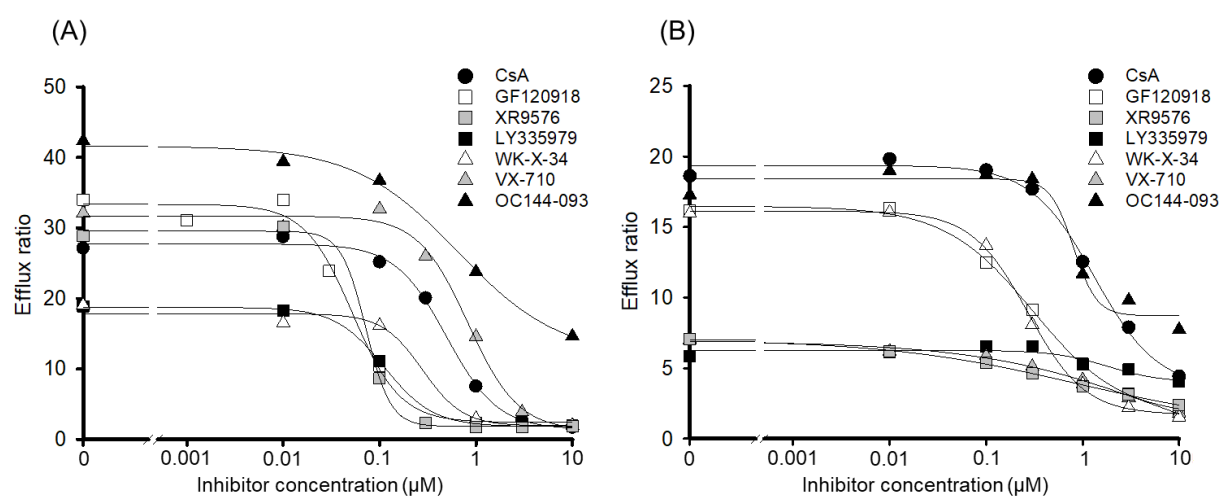 (A)
CsA
GF120918
XR9576
LY335979
WK-X-34
VX-710
OC144-093
50
40
30
20
10
0
Efflux ratio
0 0.001 0.01 0.1 1 10
Inhibitor concentration (µM)
(B)
CsA
GF120918
XR9576
LY335979
WK-X-34
VX-710
OC144-093
25
20
15
10
5
0
Efflux ratio
0 0.001 0.01 0.1 1 10
Inhibitor concentration (µM)